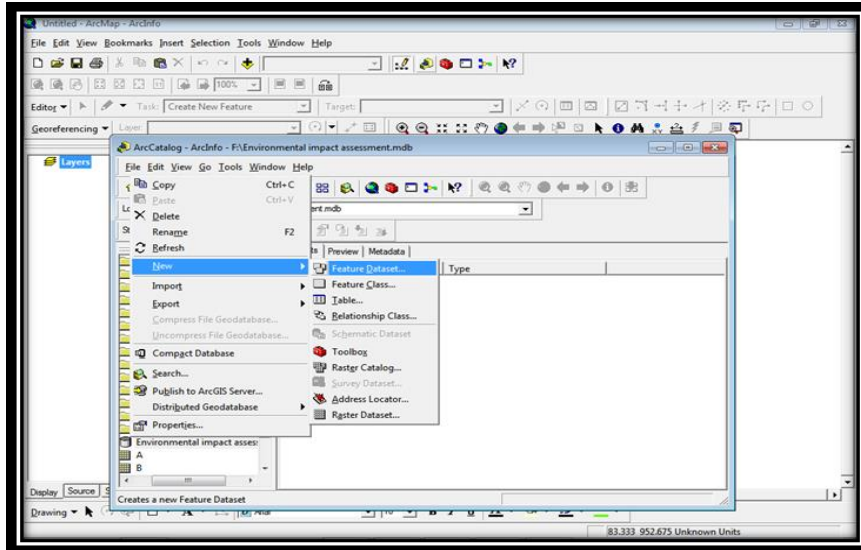 Untitled - ArcMap - ArcInfo
File Edit View Bookmarks Insert Selection Tools Window Help
100%
Editor Task: Create New Feature Target:
Georeferencing Layer:
Layers
ArcCatalog - ArcInfo - F:\Environmental impact assessment.mdb
File Edit View Go Tools Window Help
Copy Ctrl+C
Paste Ctrl+V
ent.mdb
Delete
Rename F2
Refresh
ts Preview Metadata
New
Feature Dataset...
Type
Import
Feature Class...
Export
Table...
Compress File Geodatabase...
Relationship Class...
Uncompress File Geodatabase...
Schematic Dataset
Compact Database
Toolbox
Search...
Raster Catalog...
Publish to ArcGIS Server...
Survey Dataset...
Distributed Geodatabase
Address Locator...
Properties...
Raster Dataset...
Environmental impact asses
A
B
Display Source S
Creates a new Feature Dataset
Drawing A Arial 10 B I U A
83.333 952.675 Unknown Units